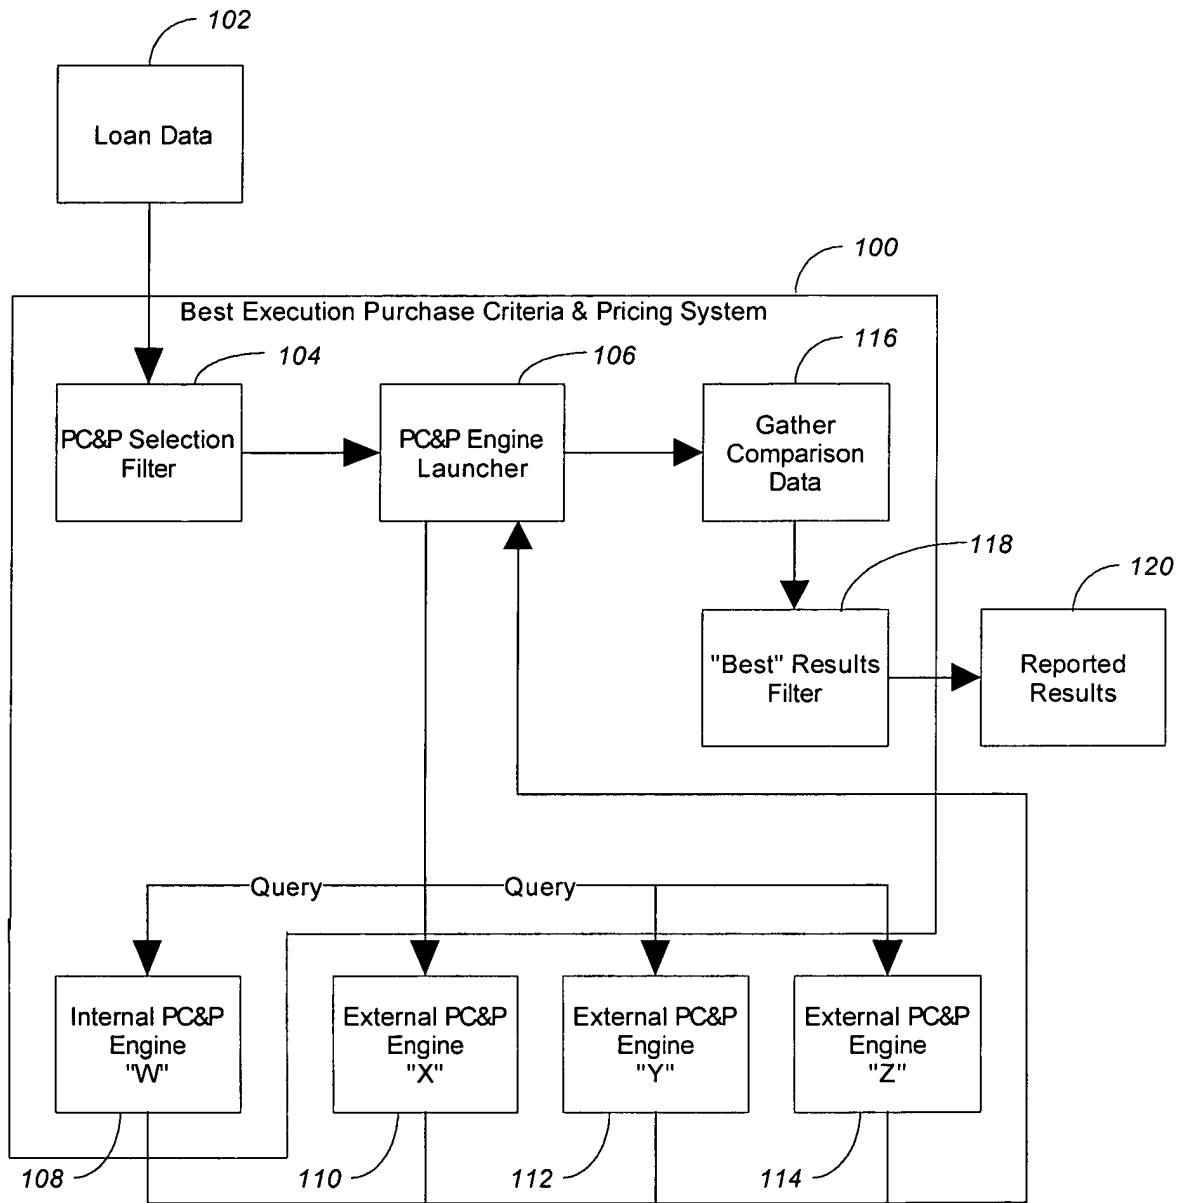 102
Loan Data
100
Best Execution Purchase Criteria & Pricing System
104
106
116
PC&P Selection
Filter
PC&P Engine
Launcher
Gather
Comparison
Data
118
120
"Best" Results
Filter
Reported
Results
Query
Query
Internal PC&P
Engine
"W"
External PC&P
Engine
"X"
External PC&P
Engine
"Y"
External PC&P
Engine
"Z"
108
110
112
114